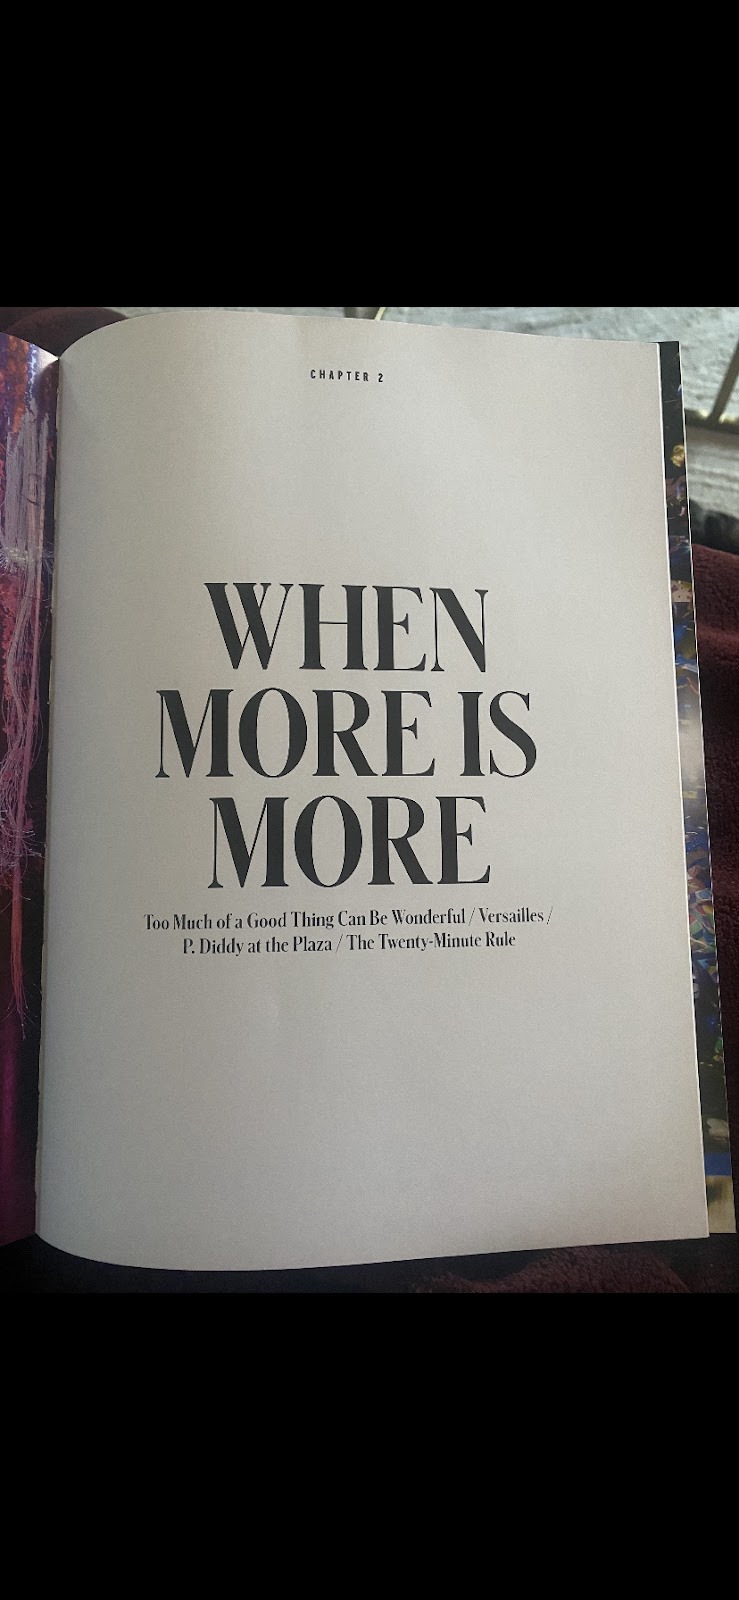 CHAPTER 2
WHEN
MORE IS
MORE
Too Much of a Good Thing Can Be Wonderful / Versailles /
P. Diddy at the Plaza / The Twenty-Minute Rule